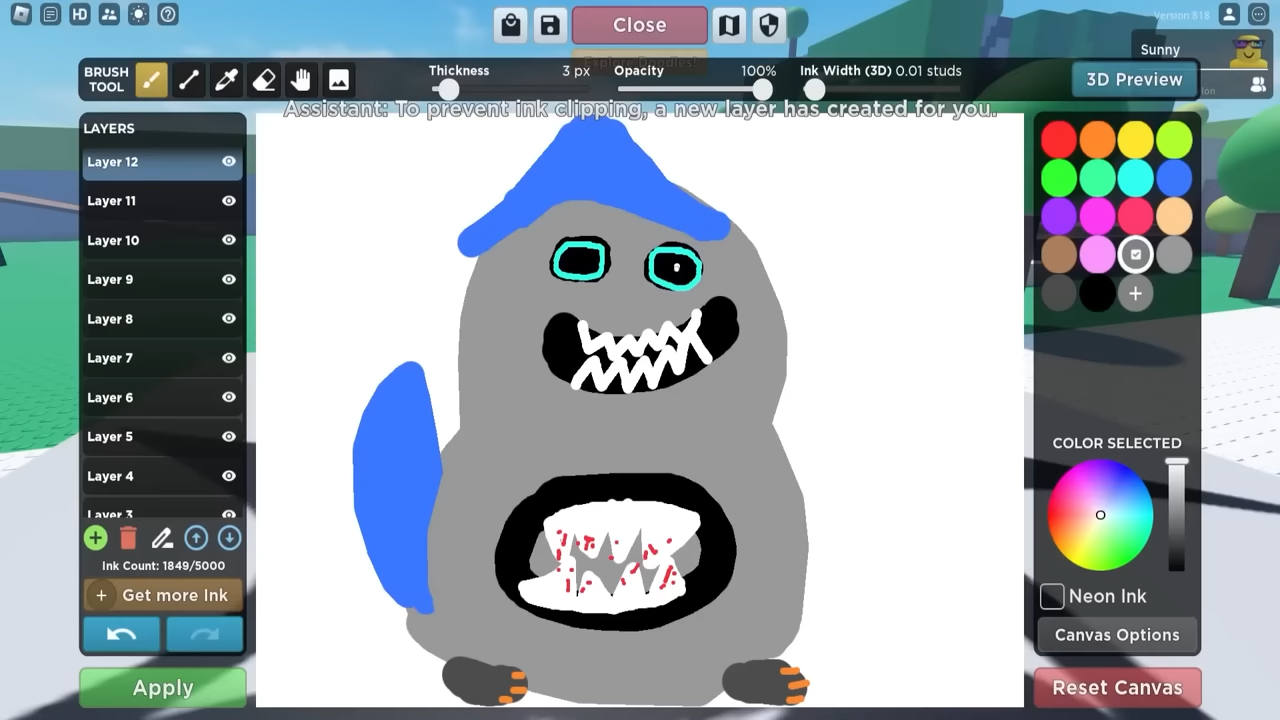 HD
Version 818
Close
Sunny
BRUSH
TOOL
Thickness
3 px
Opacity
100%
Ink Width (3D) 0.01 studs
3D Preview
Assistant: To prevent ink clipping, a new layer has created for you.
LAYERS
Layer 12
Layer 11
Layer 10
Layer 9
Layer 8
Layer 7
Layer 6
Layer 5
Layer 4
Layer 3
Ink Count: 1849/5000
+ Get more Ink
Apply
COLOR SELECTED
Neon Ink
Canvas Options
Reset Canvas